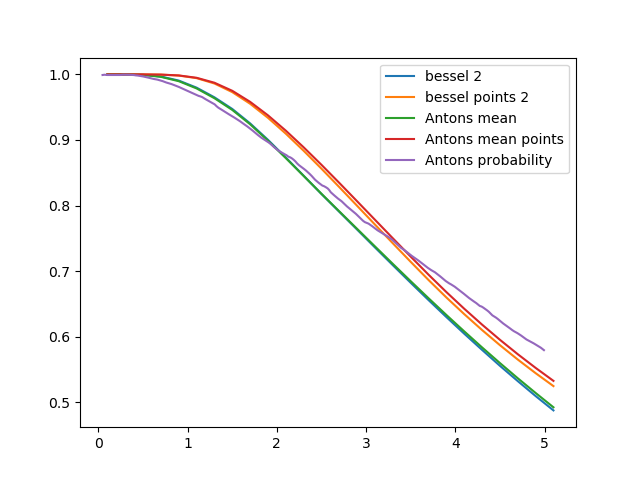 1.0
0.9
0.8
0.7
0.6
0.5
0 1 2 3 4 5
bessel 2
bessel points 2
Antons mean
Antons mean points
Antons probability